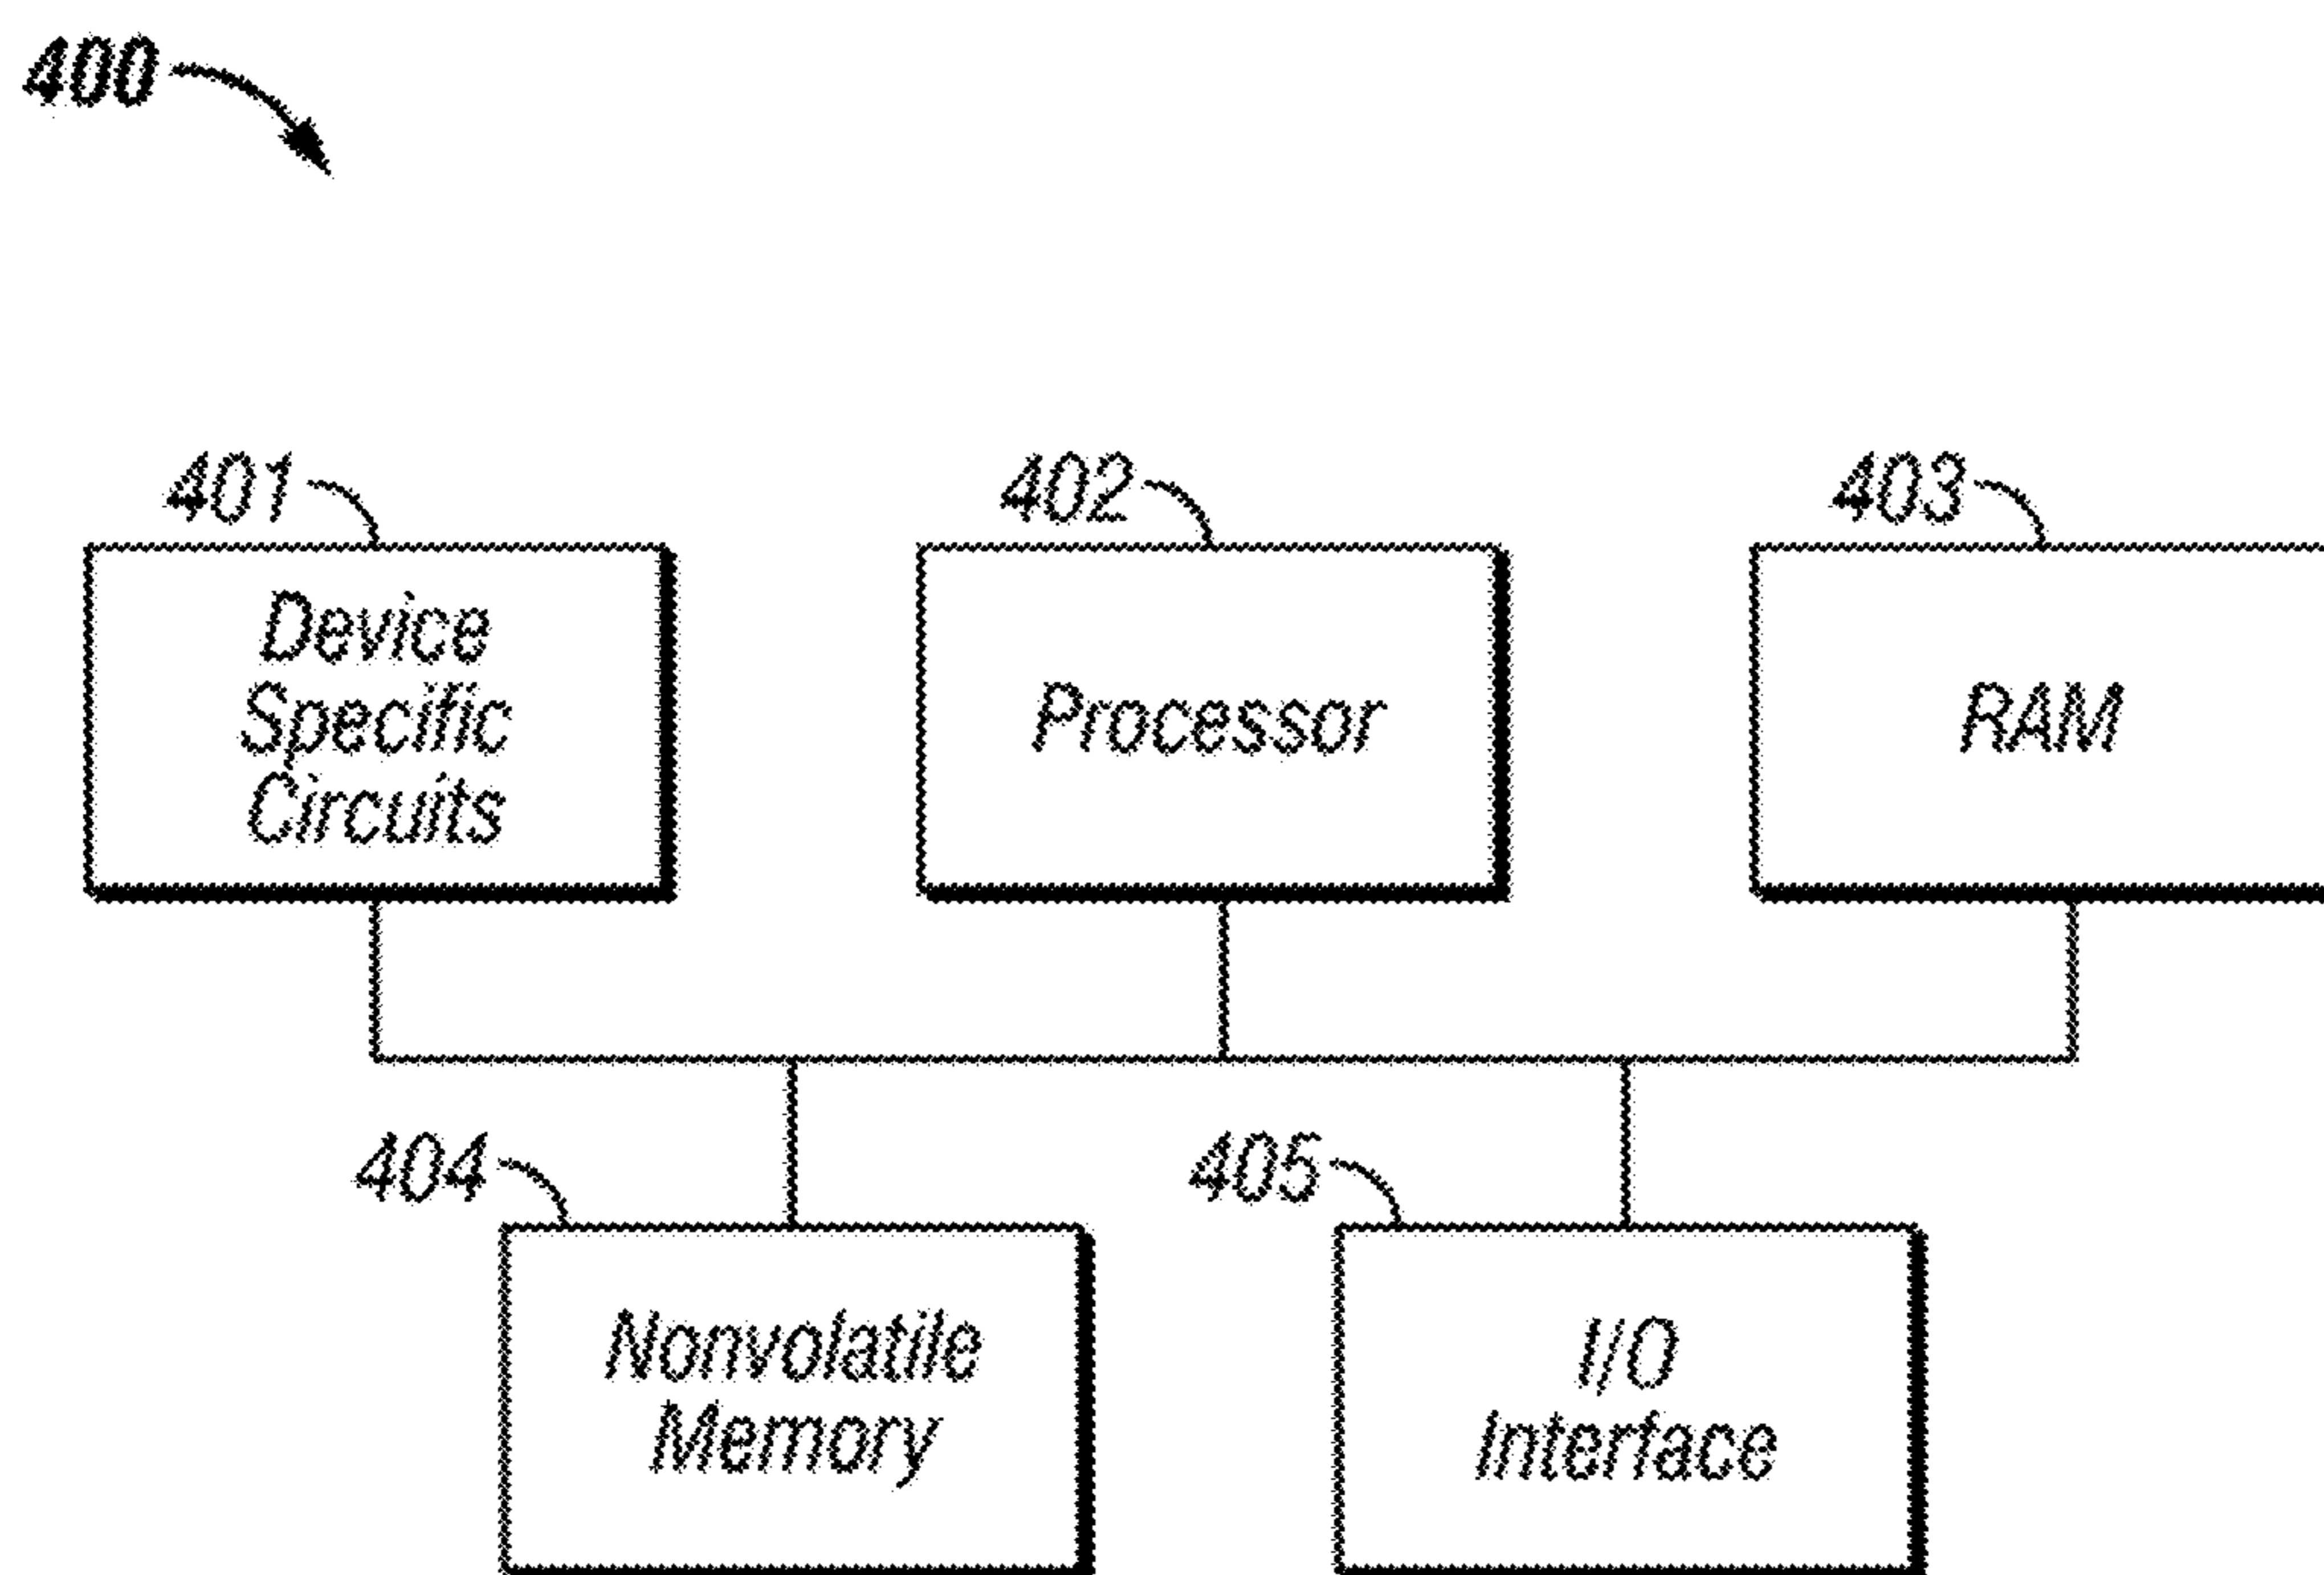 400
401
402
403
Device
Specific
Circuits
Processor
RAM
404
405
Nonvolatile
Memory
I/O
Interface